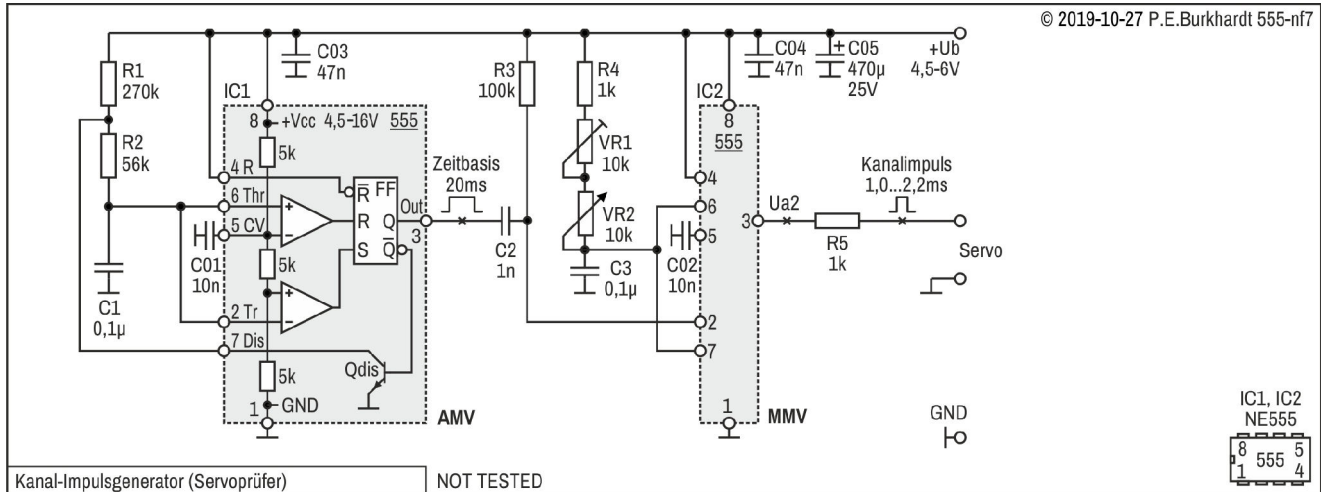 © 2019-10-27 P.E.Burkhardt 555-nf7
R1
270k
R2
56k
C1
0,1µ
C03
47n
IC1
8
+Vcc 4,5-16V 555
5k
4 R
6 Thr
5 CV
C01
10n
5k
2 Tr
7 Dis
5k
Qdis
1
GND
AMV
R̅ FF
R Q
S Q̅
Out
3
Zeitbasis
20ms
C2
1n
R3
100k
R4
1k
VR1
10k
VR2
10k
C3
0,1µ
IC2
8
555
4
6
5
C02
10n
2
7
3
1
MMV
C04
47n
+
C05
470µ
25V
+Ub
4,5-6V
Ua2
R5
1k
Kanalimpuls
1,0...2,2ms
Servo
GND
IC1, IC2
NE555
8 5
555
1 4
Kanal-Impulsgenerator (Servoprüfer)
NOT TESTED